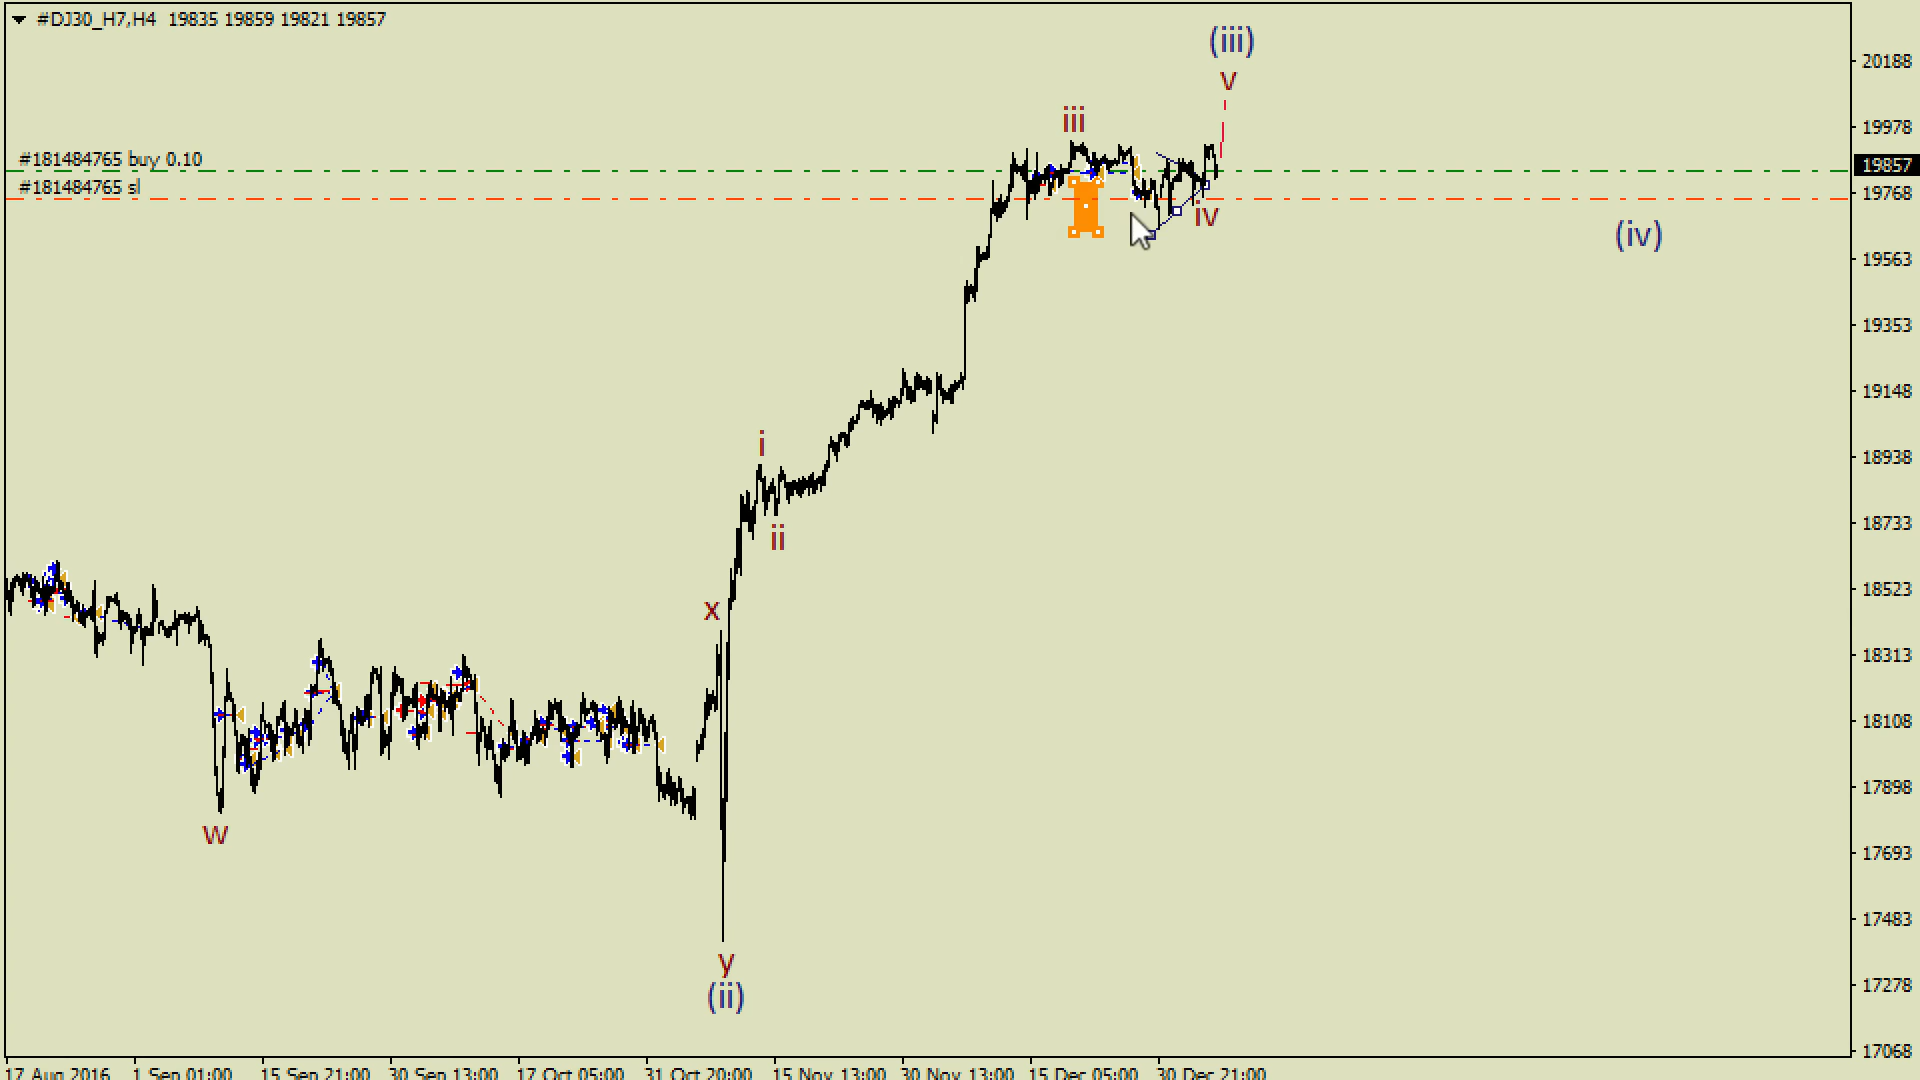 #DJ30_H7,H4 19835 19859 19821 19857
(iii)
v
20188
iii
19978
#181484765 buy 0.10
19857
#181484765 sl
19768
iv
(iv)
19563
19353
19148
i
18938
18733
ii
18523
x
18313
18108
17898
w
17693
17483
y
(ii)
17278
17068
17 Aug 2016 1 Sep 01:00 15 Sep 21:00 30 Sep 13:00 17 Oct 05:00 31 Oct 20:00 15 Nov 13:00 30 Nov 13:00 15 Dec 05:00 30 Dec 21:00